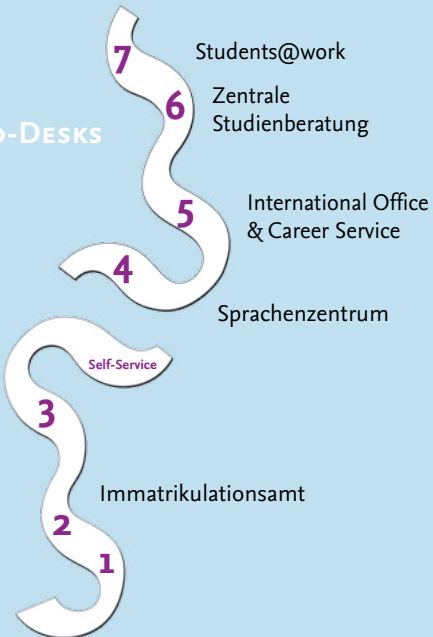 7 Students@work
6 Zentrale
Studienberatung
-Desks
5 International Office
& Career Service
4
Sprachenzentrum
Self-Service
3
Immatrikulationsamt
2
1